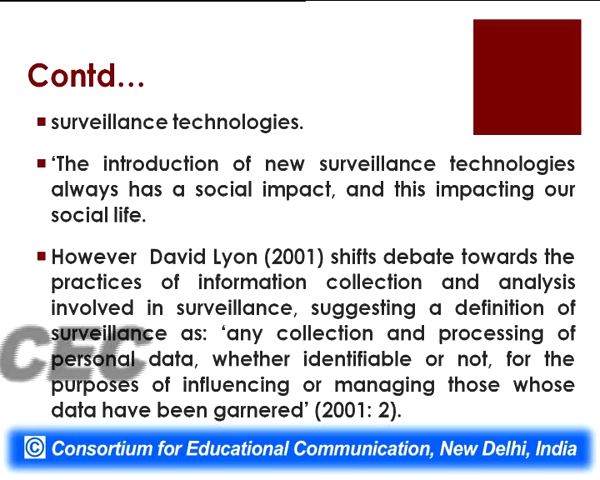 Contd...
surveillance technologies.
‘The introduction of new surveillance technologies
always has a social impact, and this impacting our
social life.
However David Lyon (2001) shifts debate towards the
practices of information collection and analysis
involved in surveillance, suggesting a definition of
surveillance as: ‘any collection and processing of
personal data, whether identifiable or not, for the
purposes of influencing or managing those whose
data have been garnered’ (2001: 2).
CEC
© Consortium for Educational Communication, New Delhi, India